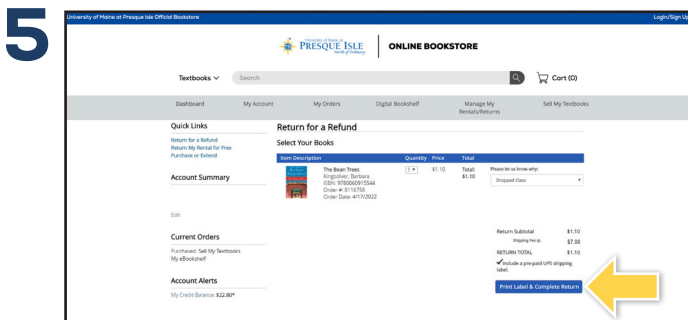 5
University of Maine at Presque Isle Official Bookstore
Login/Sign Up
University of Maine at
PRESQUE ISLE
North of Ordinary
ONLINE BOOKSTORE
Textbooks
Search
Cart (0)
Dashboard
My Account
My Orders
Digital Bookshelf
Manage My
Rentals/Returns
Sell My Textbooks
Quick Links
Return for a Refund
Return My Rental for Free
Purchase or Extend
Account Summary
Edit
Current Orders
Purchased: Sell My Textbooks
My eBookshelf
Account Alerts
My Credit Balance: $22.90*
Return for a Refund
Select Your Books
Item Description Quantity Price Total
The Bean Trees
Kingsolver, Barbara
ISBN: 9780060915544
Order #: 8116758
Order Date: 4/17/2022
1
$1.10
Total:
$1.10
Please let us know why:
Dropped Class
Return Subtotal $1.10
Shipping Fee $7.00
RETURN TOTAL $1.10
Include a pre-paid UPS shipping
label.
Print Label & Complete Return